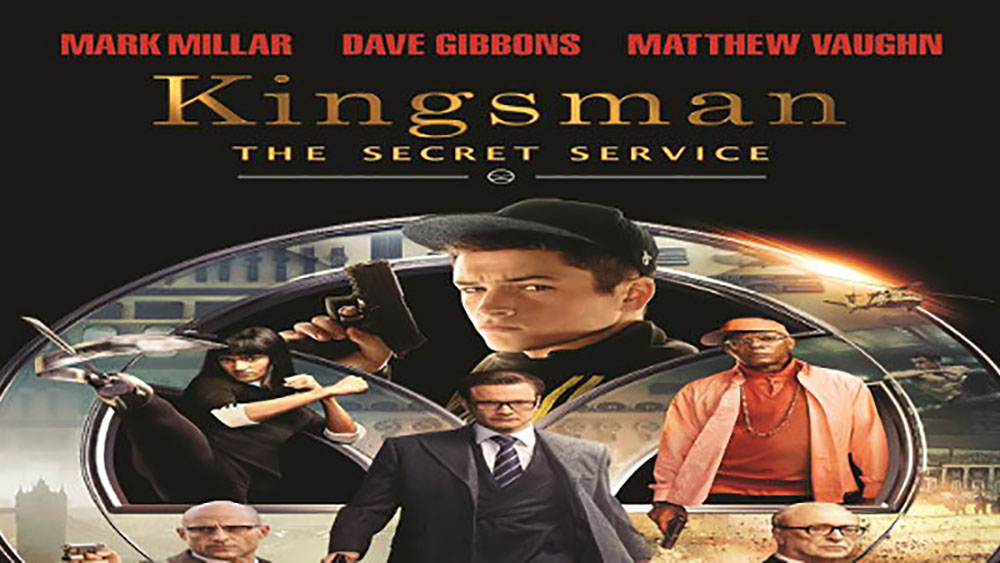 MARK MILLAR DAVE GIBBONS MATTHEW VAUGHN
Kingsman
THE SECRET SERVICE